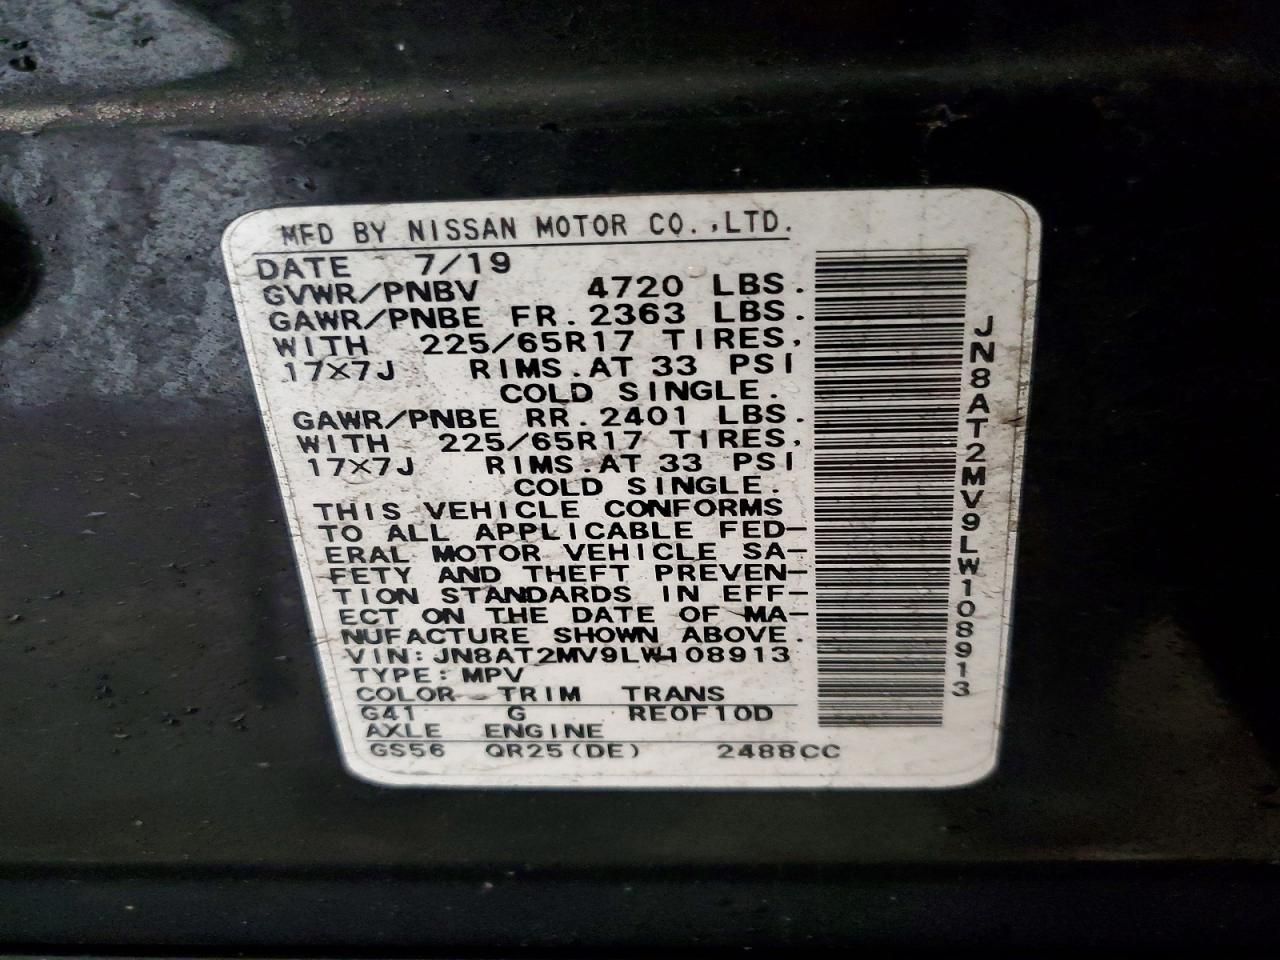 MFD BY NISSAN MOTOR CO.,LTD.
DATE 7/19
GVWR/PNBV 4720 LBS.
GAWR/PNBE FR. 2363 LBS.
WITH 225/65R17 TIRES,
17X7J RIMS. AT 33 PSI
COLD SINGLE.
GAWR/PNBE RR. 2401 LBS.
WITH 225/65R17 TIRES,
17X7J RIMS. AT 33 PSI
COLD SINGLE.
THIS VEHICLE CONFORMS
TO ALL APPLICABLE FED-
ERAL MOTOR VEHICLE SA-
FETY AND THEFT PREVEN-
TION STANDARDS IN EFF-
ECT ON THE DATE OF MA-
NUFACTURE SHOWN ABOVE.
VIN: JN8AT2MV9LW108913
TYPE: MPV
COLOR TRIM TRANS
G41 G RE0F10D
AXLE ENGINE
GS56 QR25(DE) 2488CC
JN8AT2MV9LW108913